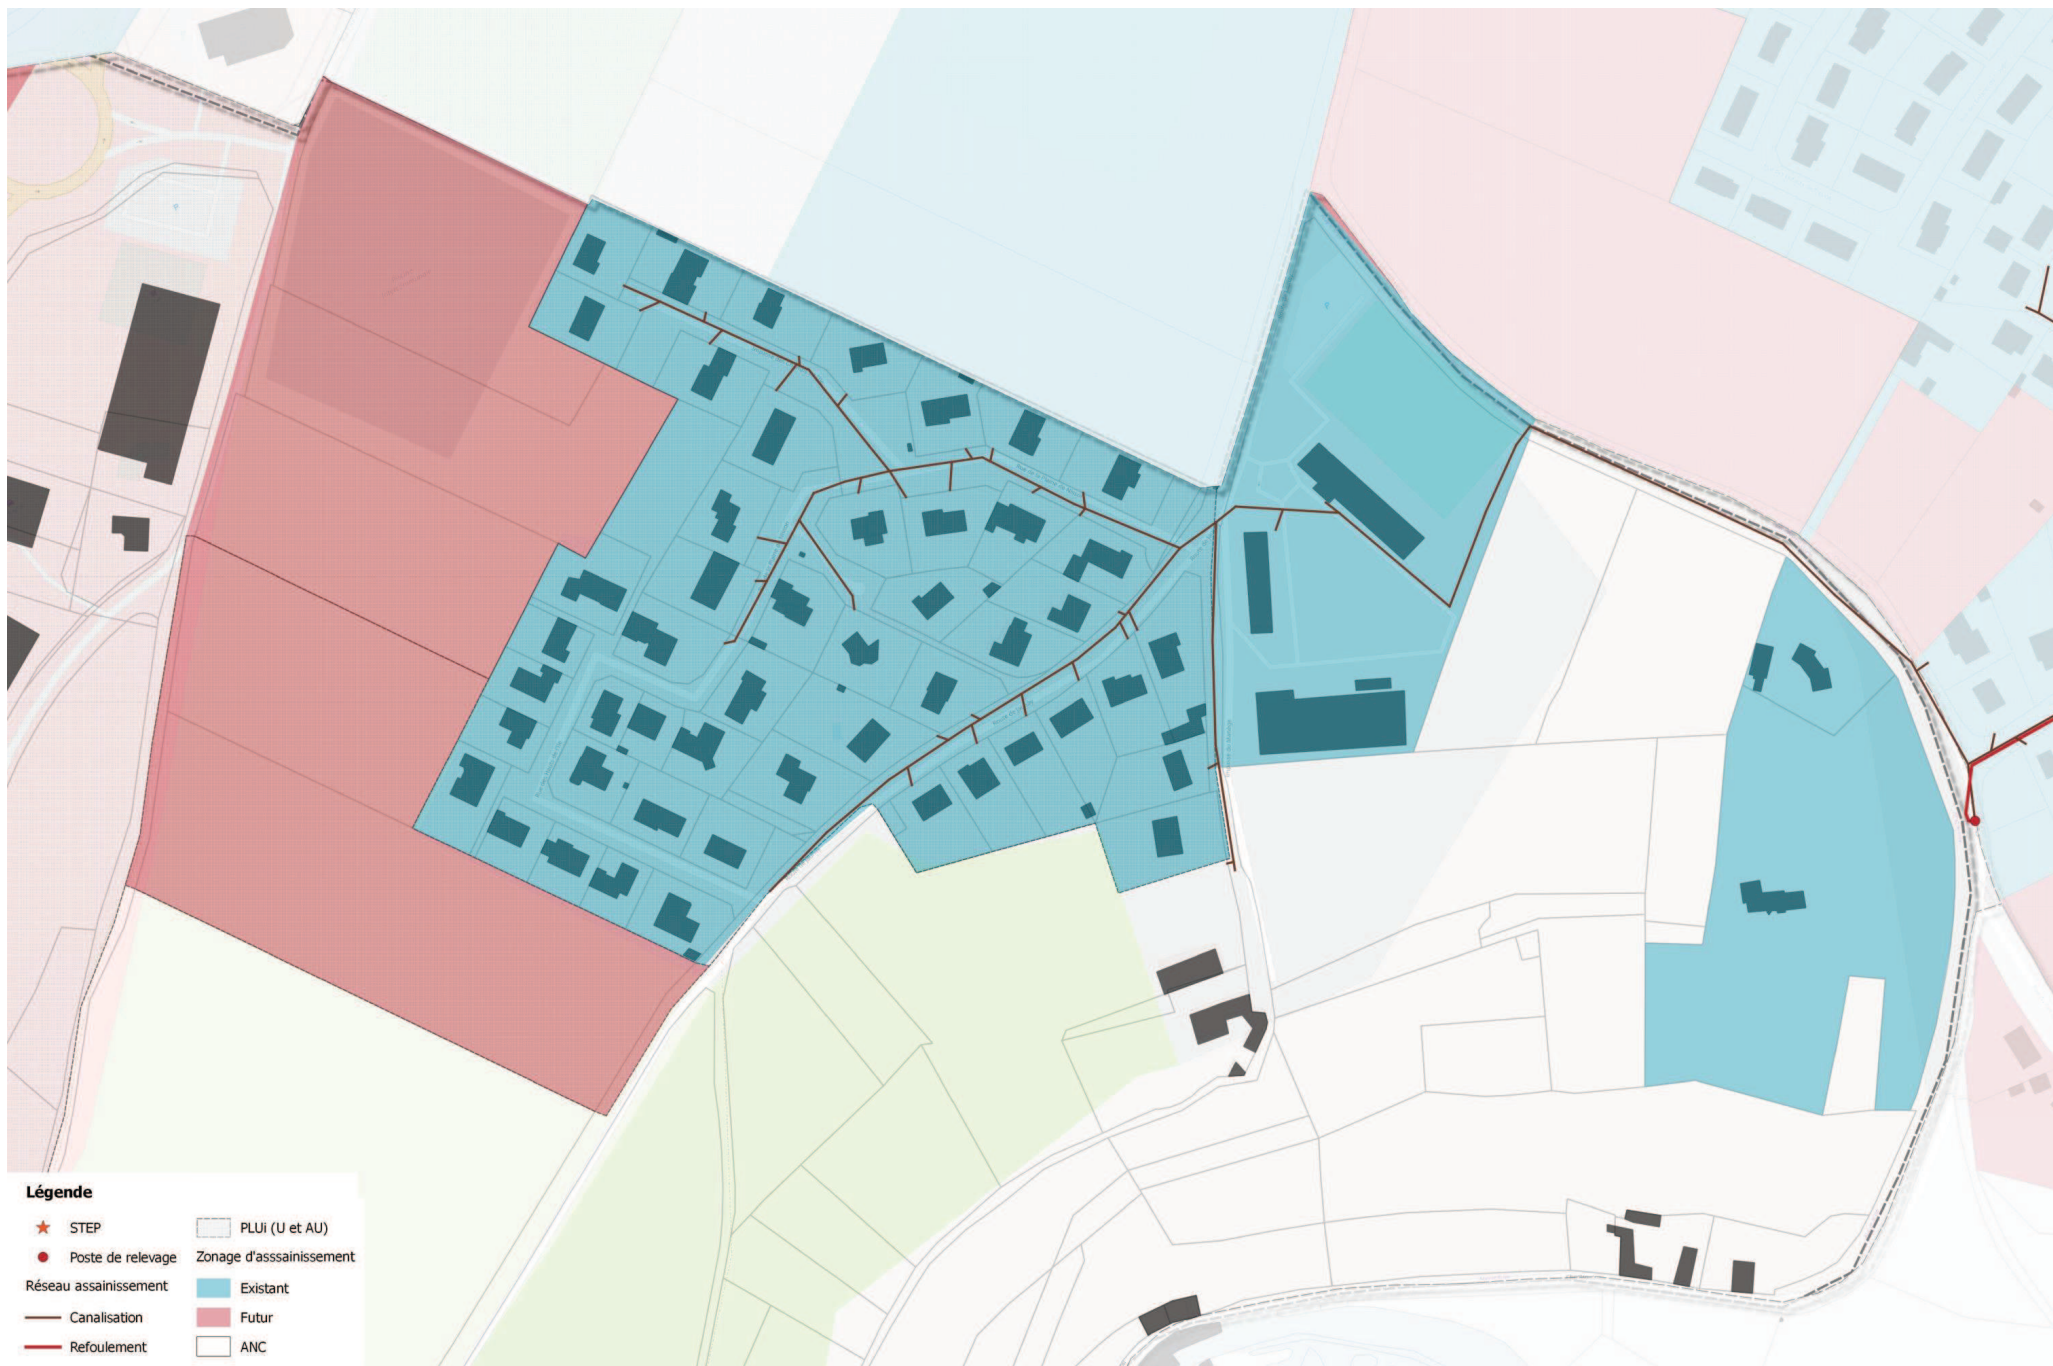 Légende
STEP
Poste de relevage
Réseau assainissement
Canalisation
Refoulement
PLUi (U et AU)
Zonage d'asssainissement
Existant
Futur
ANC